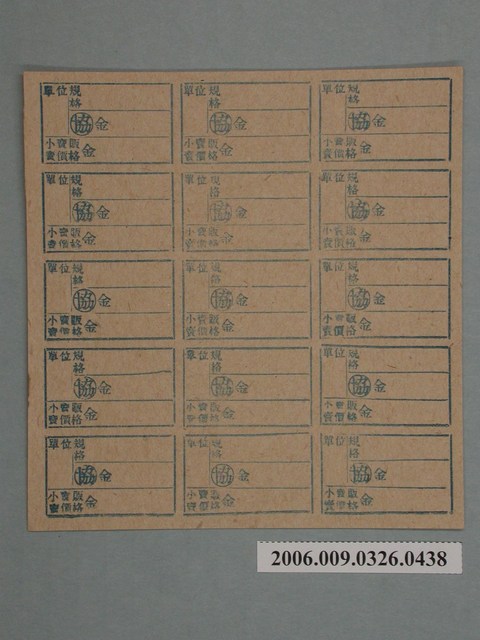 單位規
格
協 金
小賣販
賣價格 金
單位規
格
協 金
小賣販
賣價格 金
單位規
格
協 金
小賣販
賣價格 金
單位規
格
協 金
小賣販
賣價格 金
單位規
格
協 金
小賣販
賣價格 金
單位規
格
協 金
小賣販
賣價格 金
單位規
格
協 金
小賣販
賣價格 金
單位規
格
協 金
小賣販
賣價格 金
單位規
格
協 金
小賣販
賣價格 金
單位規
格
協 金
小賣販
賣價格 金
單位規
格
協 金
小賣販
賣價格 金
單位規
格
協 金
小賣販
賣價格 金
單位規
格
協 金
小賣販
賣價格 金
單位規
格
協 金
小賣販
賣價格 金
單位規
格
協 金
小賣販
賣價格 金
2006.009.0326.0438